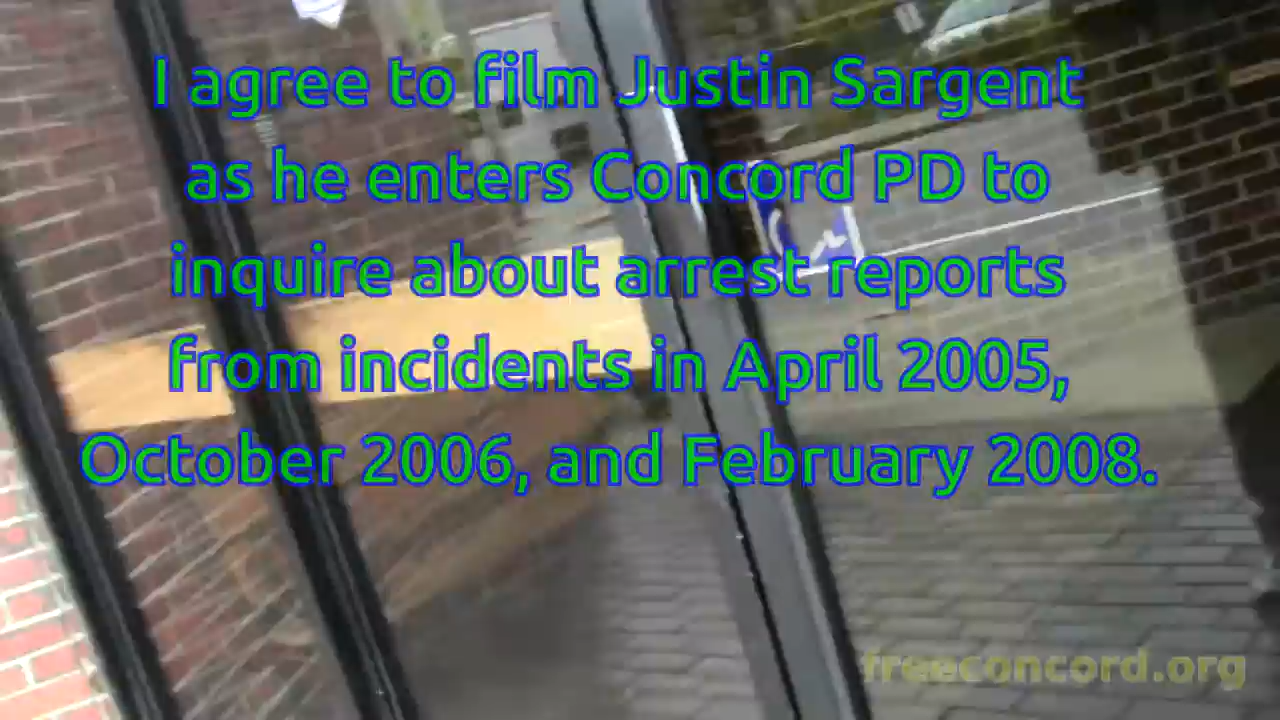 I agree to film Justin Sargent
as he enters Concord PD to
inquire about arrest reports
from incidents in April 2005,
October 2006, and February 2008.
freeconcord.org